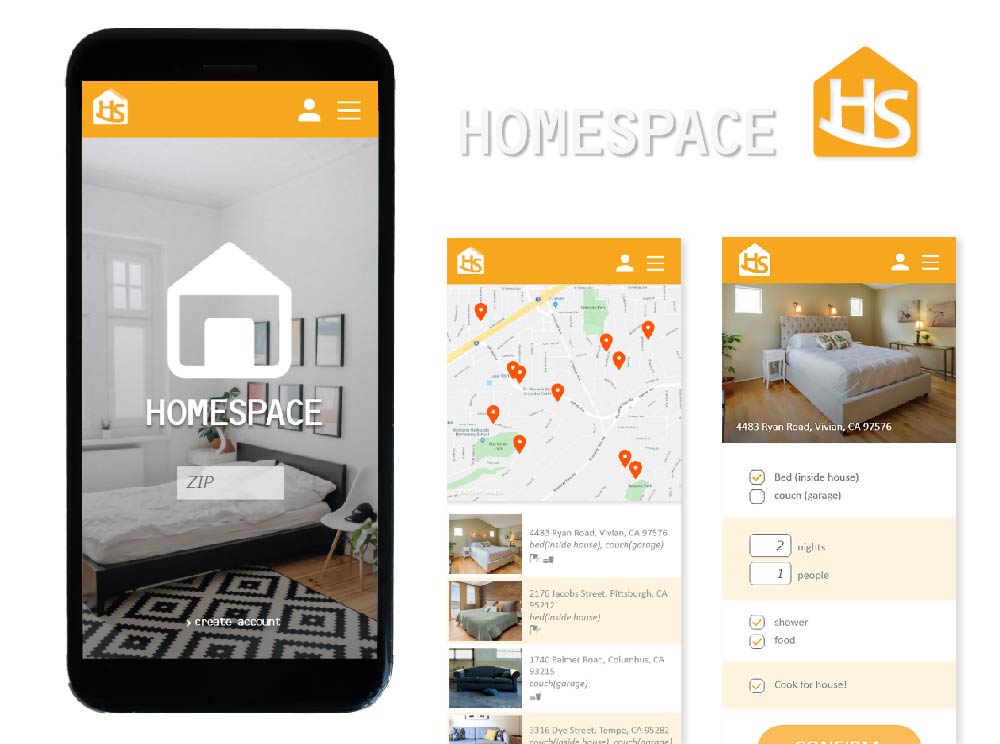 HS
HOMESPACE
ZIP
› create account
HOMESPACE
HS
HS
4483 Ryan Road, Vivian, CA 97576
bed(inside house), couch(garage)
2176 Jacobs Street, Pittsburgh, CA
95212
bed(inside house)
1740 Palmer Road, Columbus, CA
93215
couch(garage)
3316 Dye Street, Tempo, CA 95282
couch(inside house), couch(garage)
HS
4483 Ryan Road, Vivian, CA 97576
Bed (inside house)
couch (garage)
2 nights
1 people
shower
food
Cook for house!
CONFIRM